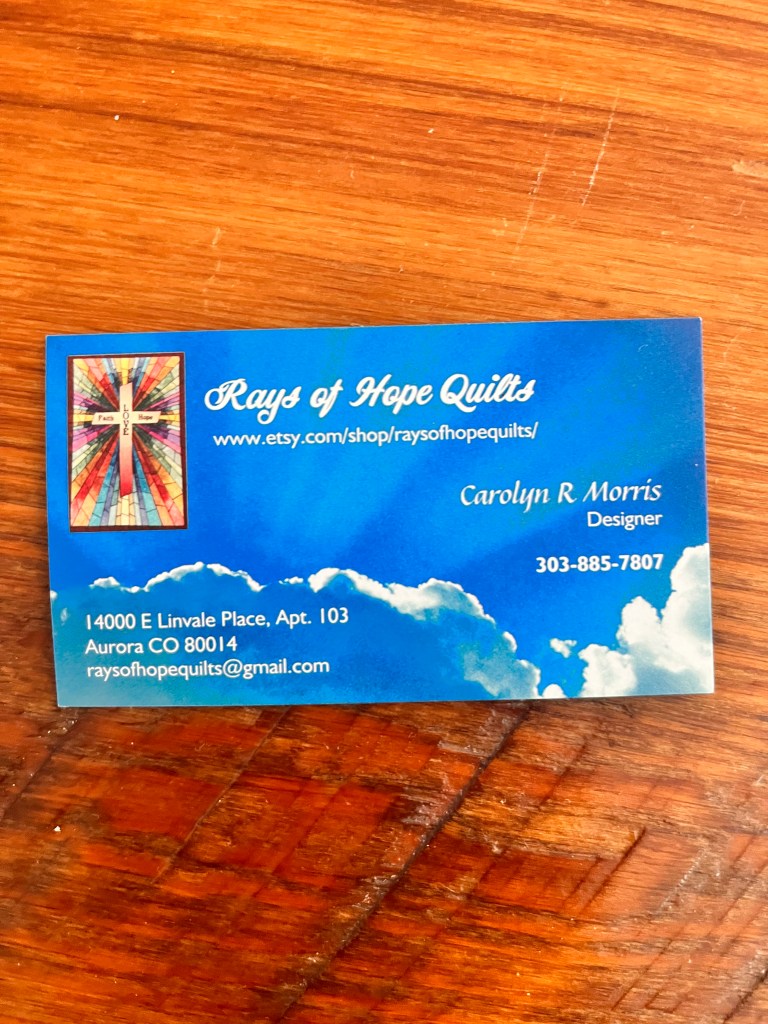 Rays of Hope Quilts
www.etsy.com/shop/raysofhopequilts/
Faith LOVE Hope
Carolyn R Morris
Designer
303-885-7807
14000 E Linvale Place, Apt. 103
Aurora CO 80014
raysofhopequilts@gmail.com